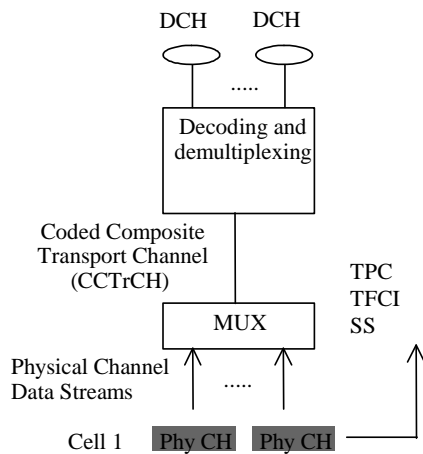 DCH DCH
.....
Decoding and
demultiplexing
Coded Composite
Transport Channel
(CCTrCH)
TPC
TFCI
SS
MUX
Physical Channel
Data Streams
.....
Cell 1 Phy CH Phy CH